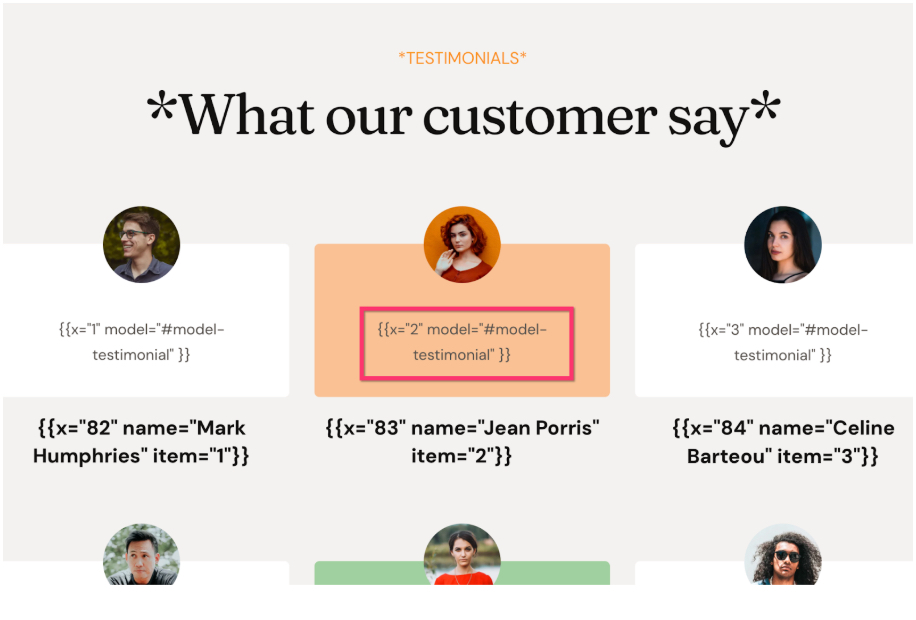 *TESTIMONIALS*
*What our customer say*
{{x="1" model="#model-
testimonial" }}
{{x="2" model="#model-
testimonial" }}
{{x="3" model="#model-
testimonial" }}
{{x="82" name="Mark
Humphries" item="1"}}
{{x="83" name="Jean Porris"
item="2"}}
{{x="84" name="Celine
Barteou" item="3"}}